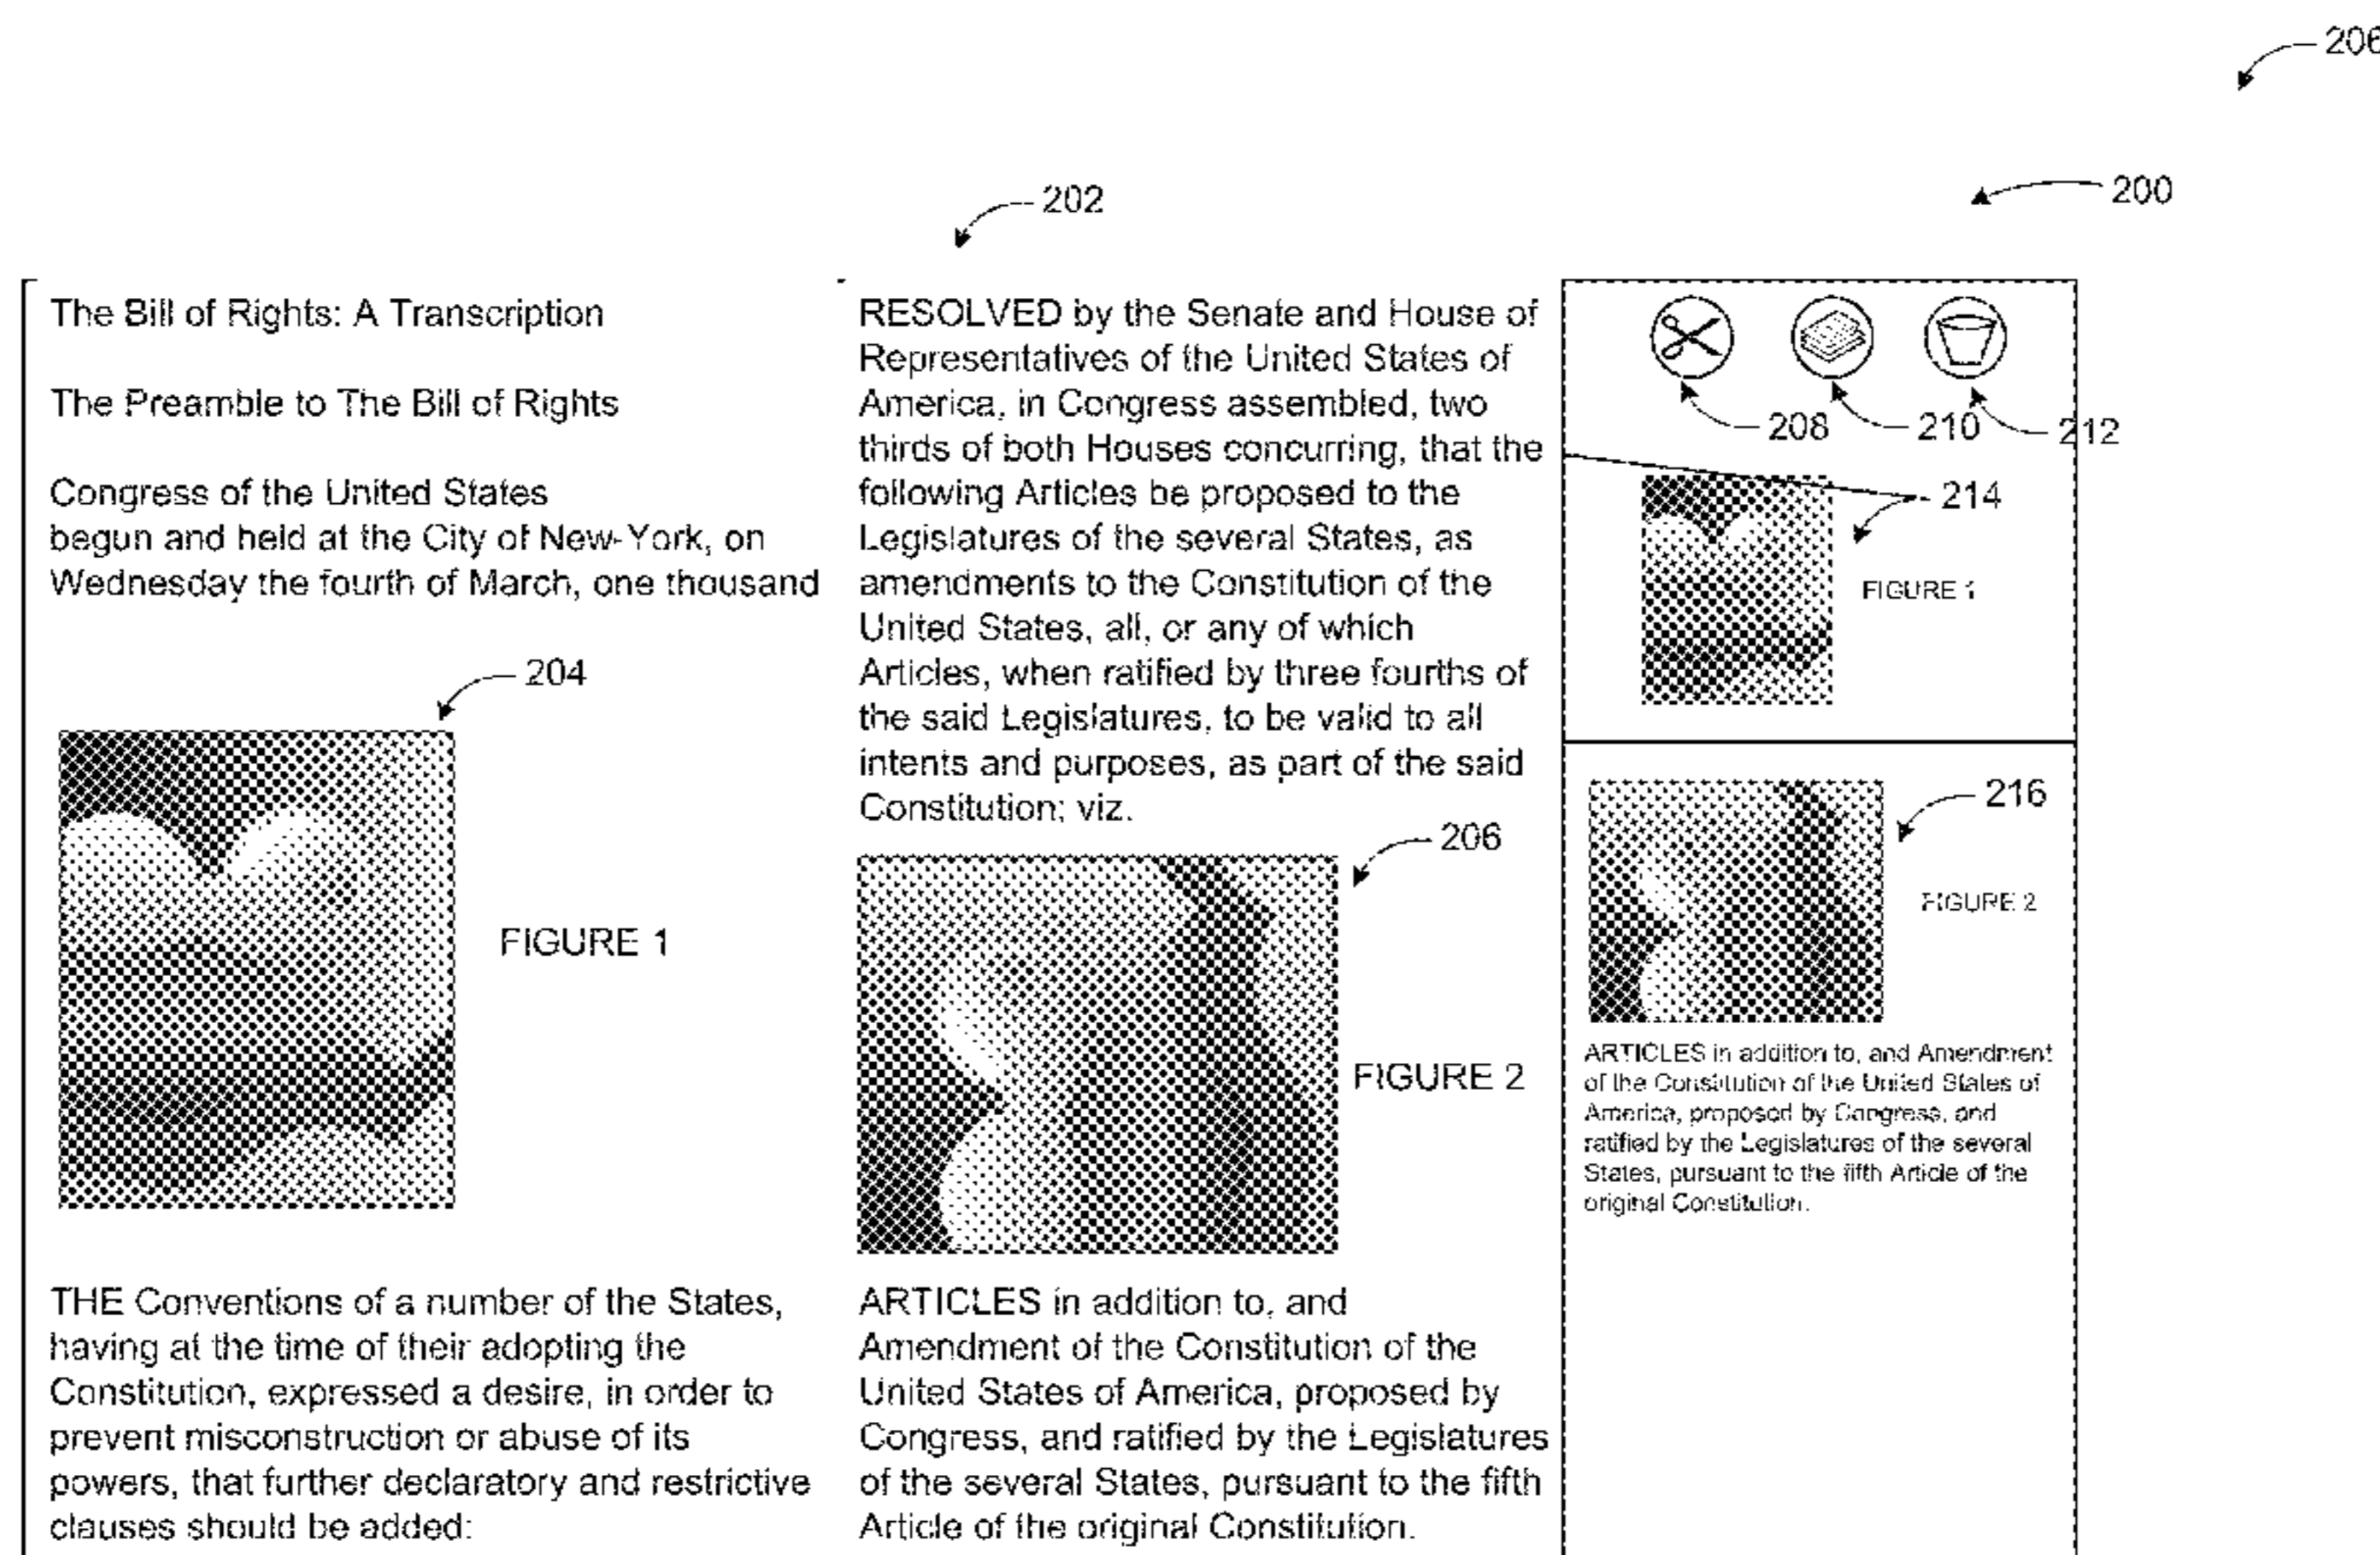 206
202
200
The Bill of Rights: A Transcription
The Preamble to The Bill of Rights
Congress of the United States
begun and held at the City of New-York, on
Wednesday the fourth of March, one thousand
204
FIGURE 1
THE Conventions of a number of the States,
having at the time of their adopting the
Constitution, expressed a desire, in order to
prevent misconstruction or abuse of its
powers, that further declaratory and restrictive
clauses should be added:
RESOLVED by the Senate and House of
Representatives of the United States of
America, in Congress assembled, two
thirds of both Houses concurring, that the
following Articles be proposed to the
Legislatures of the several States, as
amendments to the Constitution of the
United States, all, or any of which
Articles, when ratified by three fourths of
the said Legislatures, to be valid to all
intents and purposes, as part of the said
Constitution; viz.
206
FIGURE 2
ARTICLES in addition to, and
Amendment of the Constitution of the
United States of America, proposed by
Congress, and ratified by the Legislatures
of the several States, pursuant to the fifth
Article of the original Constitution.
208
210
212
214
FIGURE 1
216
FIGURE 2
ARTICLES in addition to, and Amendment
of the Constitution of the United States of
America, proposed by Congress, and
ratified by the Legislatures of the several
States, pursuant to the fifth Article of the
original Constitution.